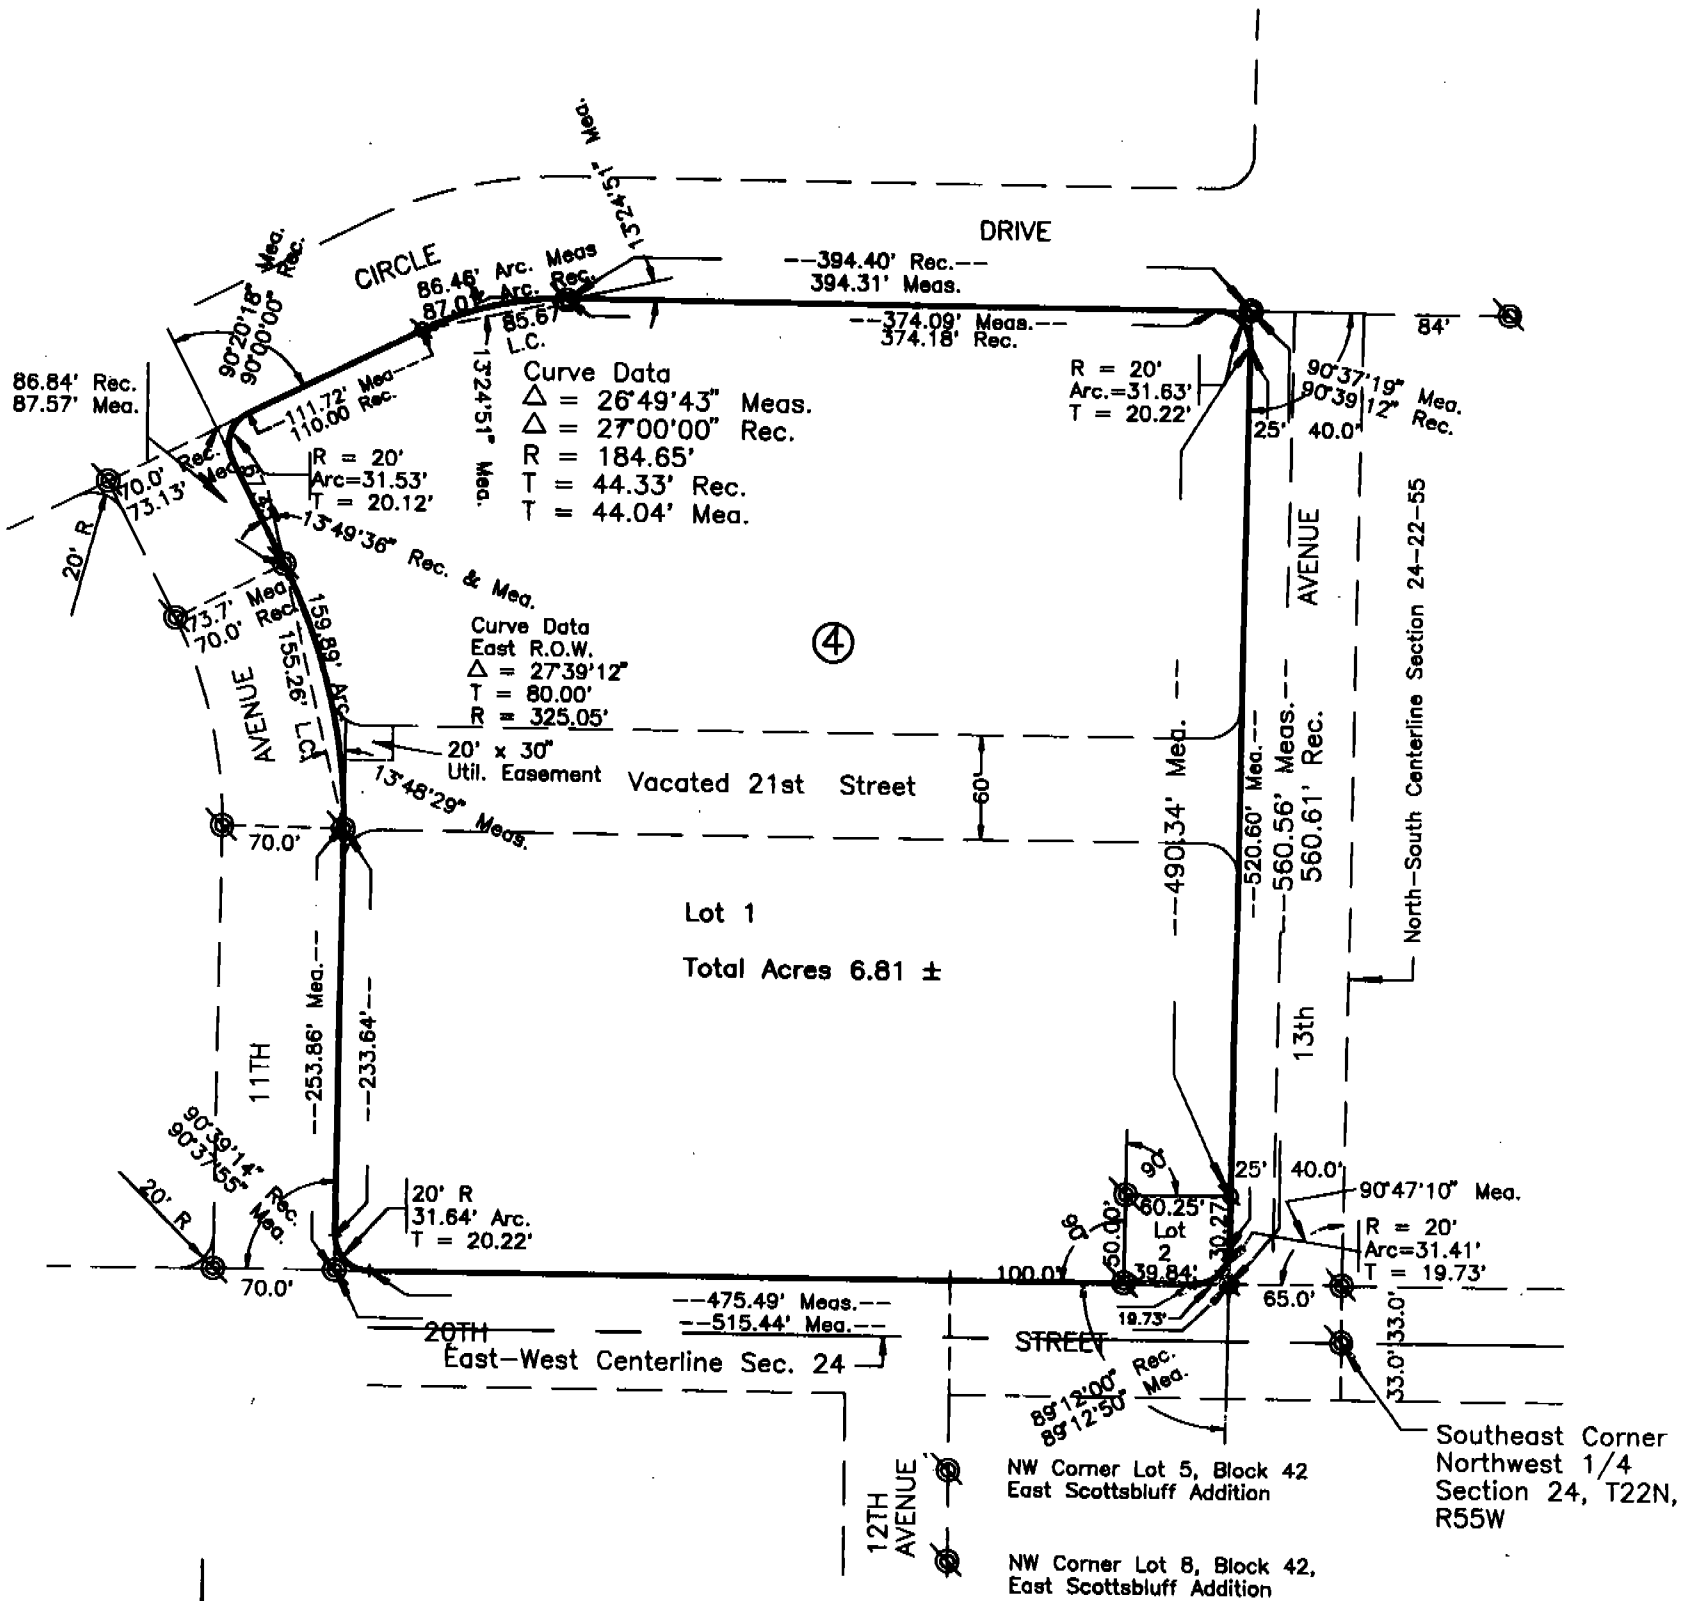 13°24'51" Mea.
DRIVE
CIRCLE
90°20'18" Mea.
90°00'00" Rec.
86.46' Arc. Meas
87.01' Arc. Rec.
85.6
L.C.
--394.40' Rec.--
394.31' Meas.
--374.09' Meas.--
374.18' Rec.
84'
86.84' Rec.
87.57' Mea.
--111.72' Mea--
110.00 Rec.
13°24'51" Mea.
Curve Data
△ = 26°49'43" Meas.
△ = 27°00'00" Rec.
R = 184.65'
T = 44.33' Rec.
T = 44.04' Mea.
R = 20'
Arc.=31.63'
T = 20.22'
90°37'19" Mea.
90°39'12" Rec.
25' 40.0'
R = 20'
Arc=31.53'
T = 20.12'
70.0' Rec.
73.13' Mea.
20' R
13°49'36" Rec. & Mea.
73.7' Mea
70.0' Rec.
159.89' Arc.
155.26' L.C.
AVENUE
Curve Data
East R.O.W.
△ = 27°39'12"
T = 80.00'
R = 325.05'
4
AVENUE
North-South Centerline Section 24-22-55
20' x 30"
Util. Easement
13°48'29" Meas.
Vacated 21st Street
60'
70.0'
--490.34' Mea.--
--520.60' Mea.--
--560.56' Meas.--
560.61' Rec.
Lot 1
Total Acres 6.81 ±
13th
11TH
--253.86' Mea.--
--233.64'--
90°39'14" Rec.
90°37'55" Mea.
20' R
20' R
31.64' Arc.
T = 20.22'
70.0'
90°
90°
60.25'
50.00'
Lot
2
30.27'
39.84'
100.0'
19.73'
25' 40.0'
90°47'10" Mea.
R = 20'
Arc=31.41'
T = 19.73'
65.0'
33.0' 33.0'
--475.49' Meas.--
--515.44' Mea.--
20TH
STREET
East-West Centerline Sec. 24
89°12'00" Rec.
89°12'50" Mea.
Southeast Corner
Northwest 1/4
Section 24, T22N,
R55W
12TH
AVENUE
NW Corner Lot 5, Block 42
East Scottsbluff Addition
NW Corner Lot 8, Block 42,
East Scottsbluff Addition